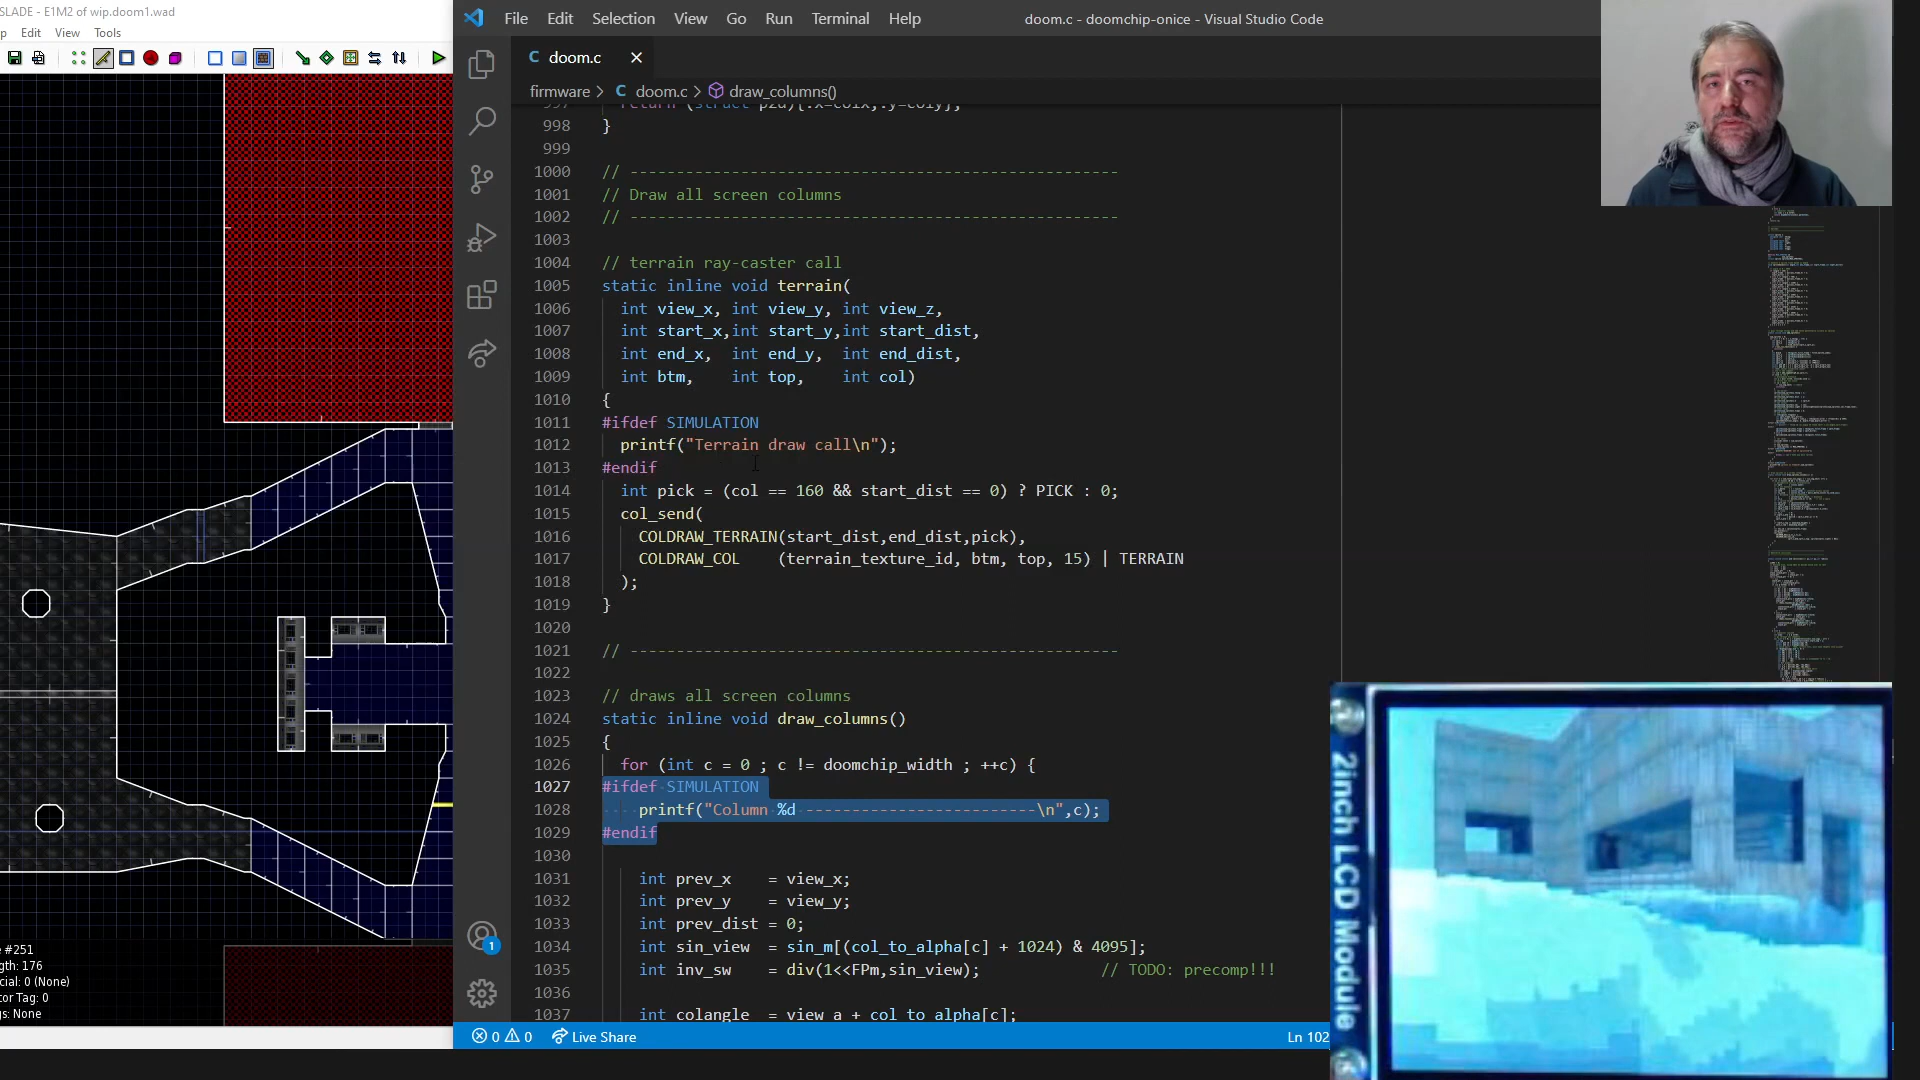 SLADE - E1M2 of wip.doom1.wad
Edit View Tools
File Edit Selection View Go Run Terminal Help
doom.c - doomchip-onice - Visual Studio Code
C doom.c
firmware > C doom.c > draw_columns()
997 return (struct p2d){.x=colx,.y=coly};
998 }
999
1000 // -----------------------------------------------------
1001 // Draw all screen columns
1002 // -----------------------------------------------------
1003
1004 // terrain ray-caster call
1005 static inline void terrain(
1006 int view_x, int view_y, int view_z,
1007 int start_x,int start_y,int start_dist,
1008 int end_x, int end_y, int end_dist,
1009 int btm, int top, int col)
1010 {
1011 #ifdef SIMULATION
1012 printf("Terrain draw call\n");
1013 #endif
1014 int pick = (col == 160 && start_dist == 0) ? PICK : 0;
1015 col_send(
1016 COLDRAW_TERRAIN(start_dist,end_dist,pick),
1017 COLDRAW_COL (terrain_texture_id, btm, top, 15) | TERRAIN
1018 );
1019 }
1020
1021 // -----------------------------------------------------
1022
1023 // draws all screen columns
1024 static inline void draw_columns()
1025 {
1026 for (int c = 0 ; c != doomchip_width ; ++c) {
1027 #ifdef SIMULATION
1028 printf("Column %d -------------------------\n",c);
1029 #endif
1030
1031 int prev_x = view_x;
1032 int prev_y = view_y;
1033 int prev_dist = 0;
1034 int sin_view = sin_m[(col_to_alpha[c] + 1024) & 4095];
1035 int inv_sw = div(1<<FPm,sin_view); // TODO: precomp!!!
1036
1037 int colangle = view_a + col_to_alpha[c];
1
0 0 Live Share
Ln 102
#251
gth: 176
cial: 0 (None)
tor Tag: 0
gs: None
2inch LCD Module